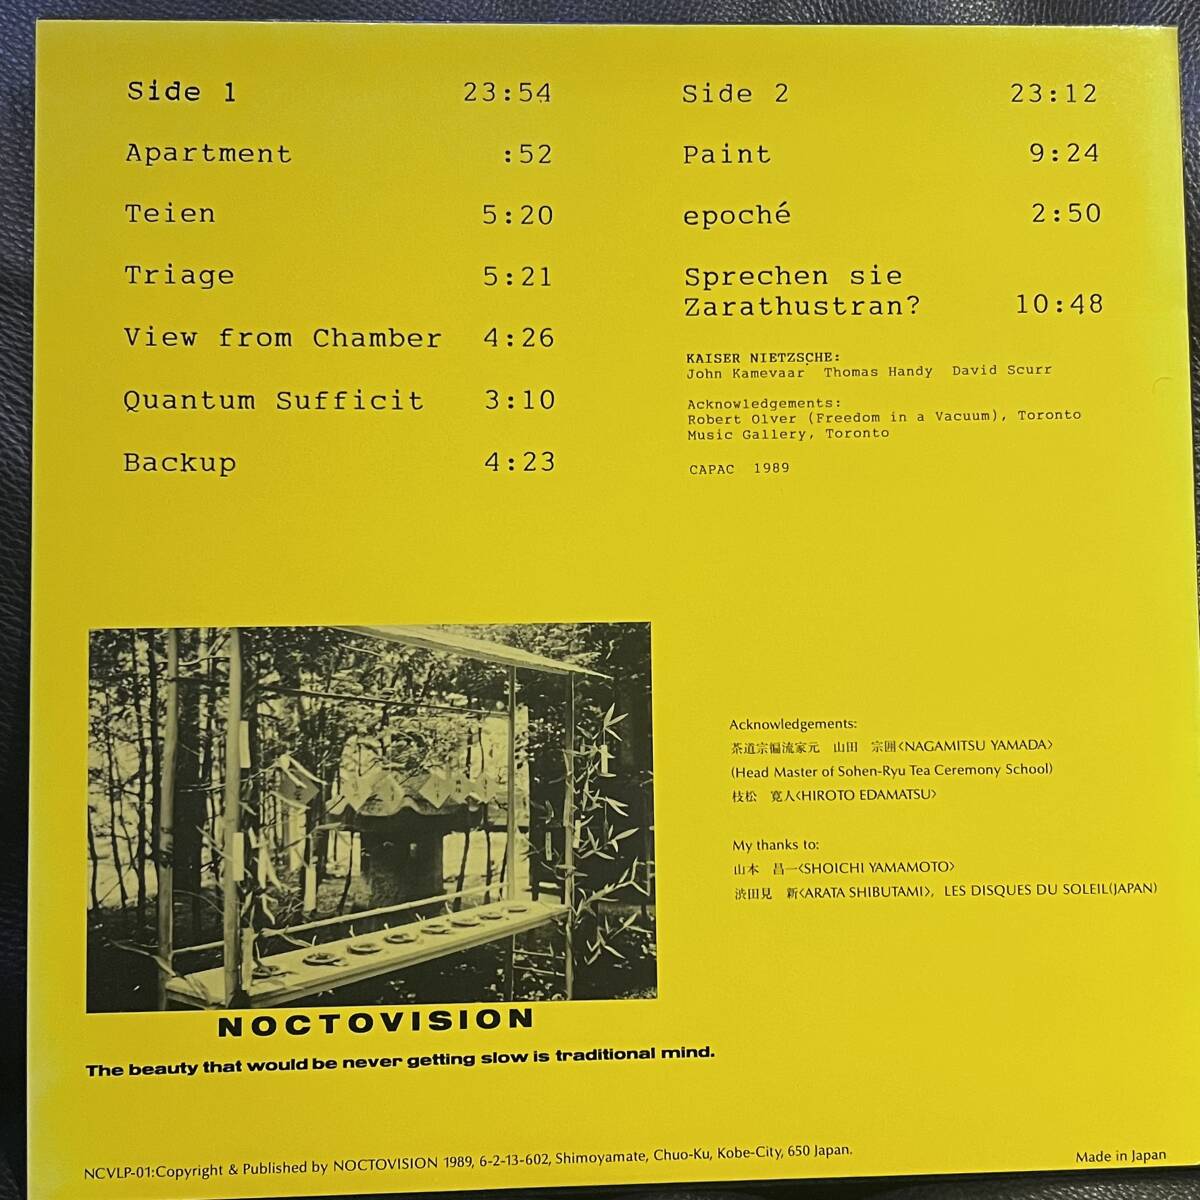 Side 1 23:54
Apartment :52
Teien 5:20
Triage 5:21
View from Chamber 4:26
Quantum Sufficit 3:10
Backup 4:23
Side 2 23:12
Paint 9:24
epoché 2:50
Sprechen sie
Zarathustran? 10:48
KAISER NIETZSCHE:
John Kamevaar Thomas Handy David Scurr
Acknowledgements:
Robert Olver (Freedom in a Vacuum), Toronto
Music Gallery, Toronto
CAPAC 1989
Acknowledgements:
茶道宗偏流家元 山田 宗囲<NAGAMITSU YAMADA>
(Head Master of Sohen-Ryu Tea Ceremony School)
枝松 寛人<HIROTO EDAMATSU>
My thanks to:
山本 昌一<SHOICHI YAMAMOTO>
渋田見 新<ARATA SHIBUTAMI>, LES DISQUES DU SOLEIL(JAPAN)
NOCTOVISION
The beauty that would be never getting slow is traditional mind.
NCVLP-01:Copyright & Published by NOCTOVISION 1989, 6-2-13-602, Shimoyamate, Chuo-Ku, Kobe-City, 650 Japan.
Made in Japan